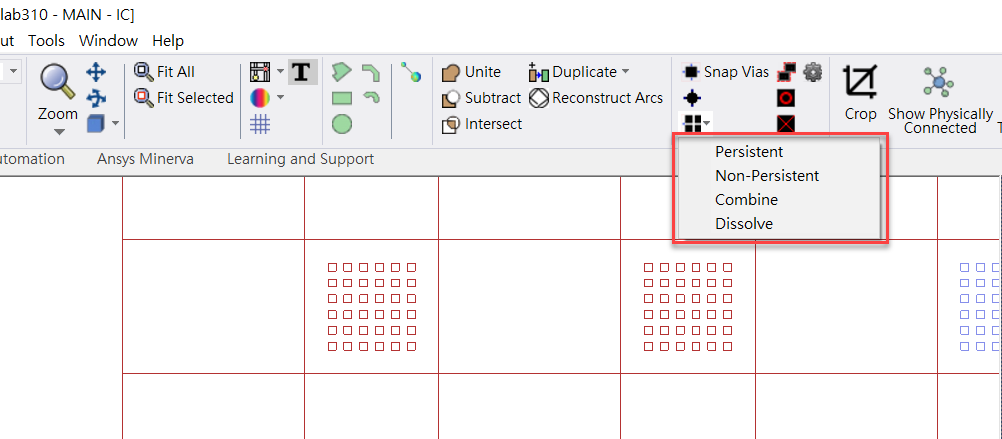 lab310 - MAIN - IC]
ut Tools Window Help
Fit All
Unite
Duplicate
Snap Vias
Zoom
Fit Selected
Subtract
Reconstruct Arcs
Crop
Show Physically
Connected
Intersect
T
utomation Ansys Minerva Learning and Support
Persistent
Non-Persistent
Combine
Dissolve